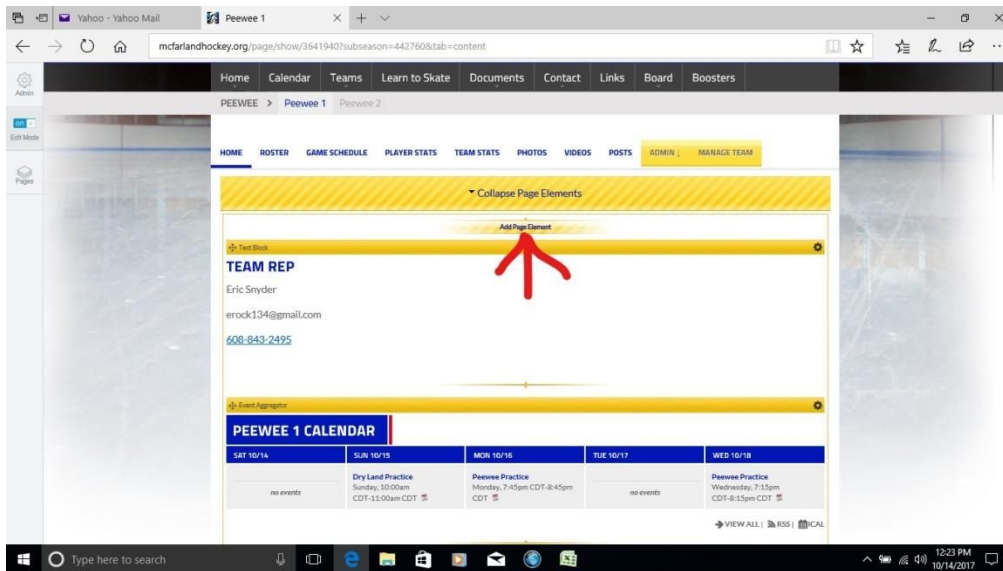 Yahoo - Yahoo Mail
Peewee 1
mcfarlandhockey.org/page/show/3641940?subseason=442760&tab=content
Admin
Home Calendar Teams Learn to Skate Documents Contact Links Board Boosters
PEEWEE > Peewee 1 Peewee 2
ON
Edit Mode
HOME ROSTER GAME SCHEDULE PLAYER STATS TEAM STATS PHOTOS VIDEOS POSTS ADMIN ↓ MANAGE TEAM
Pages
Collapse Page Elements
Add Page Element
Text Block
TEAM REP
Eric Snyder
erock134@gmail.com
608-843-2495
Event Aggregator
PEEWEE 1 CALENDAR
SAT 10/14 SUN 10/15 MON 10/16 TUE 10/17 WED 10/18
no events
Dry Land Practice
Sunday, 10:00am
CDT-11:00am CDT
Peewee Practice
Monday, 7:45pm CDT-8:45pm
CDT
no events
Peewee Practice
Wednesday, 7:15pm
CDT-8:15pm CDT
VIEW ALL | RSS | ICAL
Type here to search
12:23 PM
10/14/2017